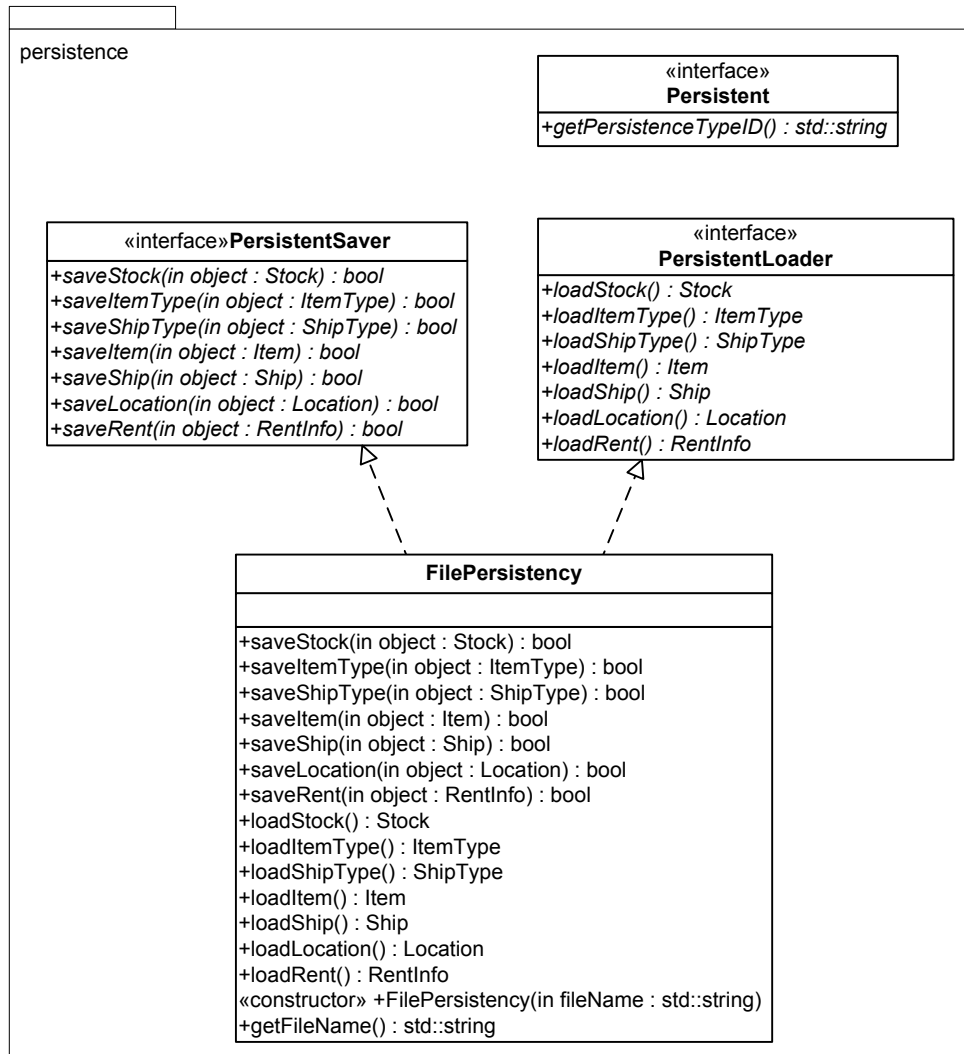 persistence
«interface»
Persistent
+getPersistenceTypeID() : std::string
«interface»PersistentSaver
+saveStock(in object : Stock) : bool
+saveItemType(in object : ItemType) : bool
+saveShipType(in object : ShipType) : bool
+saveItem(in object : Item) : bool
+saveShip(in object : Ship) : bool
+saveLocation(in object : Location) : bool
+saveRent(in object : RentInfo) : bool
«interface»
PersistentLoader
+loadStock() : Stock
+loadItemType() : ItemType
+loadShipType() : ShipType
+loadItem() : Item
+loadShip() : Ship
+loadLocation() : Location
+loadRent() : RentInfo
FilePersistency
+saveStock(in object : Stock) : bool
+saveItemType(in object : ItemType) : bool
+saveShipType(in object : ShipType) : bool
+saveItem(in object : Item) : bool
+saveShip(in object : Ship) : bool
+saveLocation(in object : Location) : bool
+saveRent(in object : RentInfo) : bool
+loadStock() : Stock
+loadItemType() : ItemType
+loadShipType() : ShipType
+loadItem() : Item
+loadShip() : Ship
+loadLocation() : Location
+loadRent() : RentInfo
«constructor» +FilePersistency(in fileName : std::string)
+getFileName() : std::string